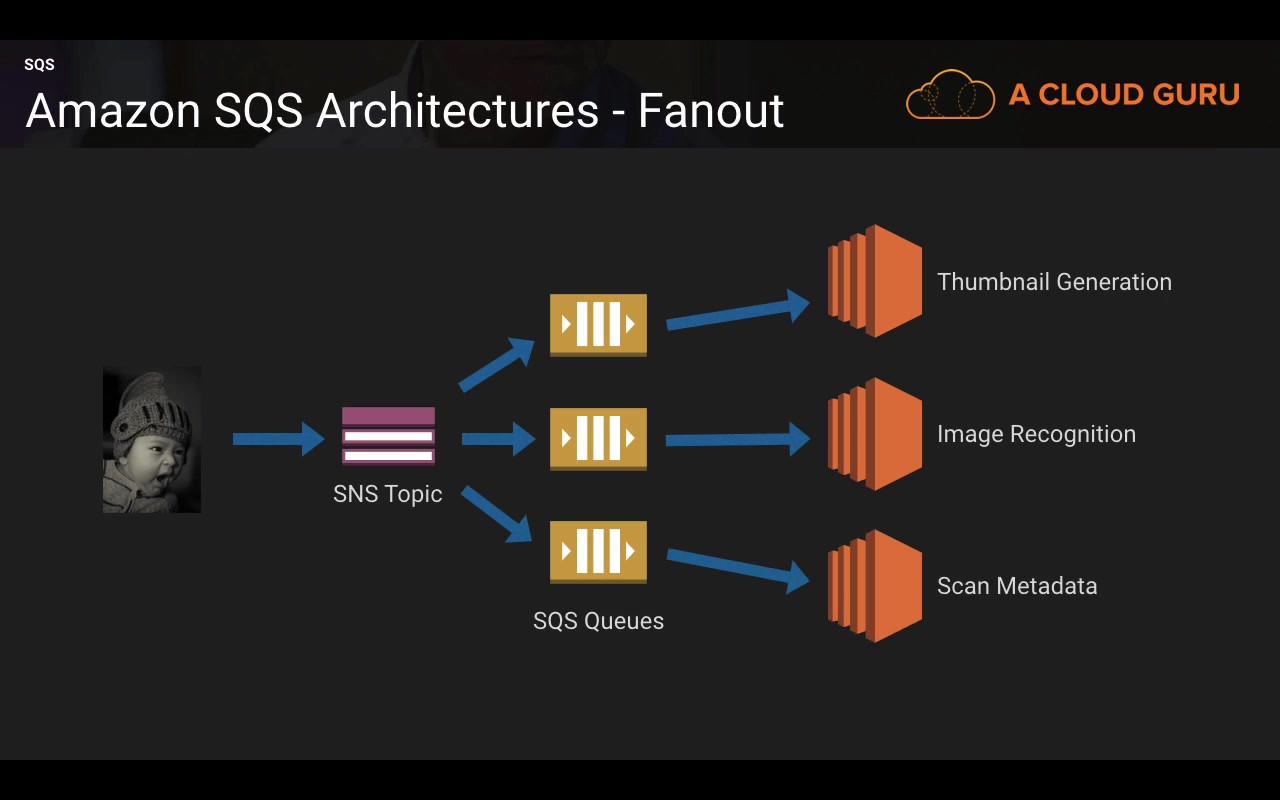 SQS
Amazon SQS Architectures - Fanout
A CLOUD GURU
Thumbnail Generation
Image Recognition
SNS Topic
Scan Metadata
SQS Queues